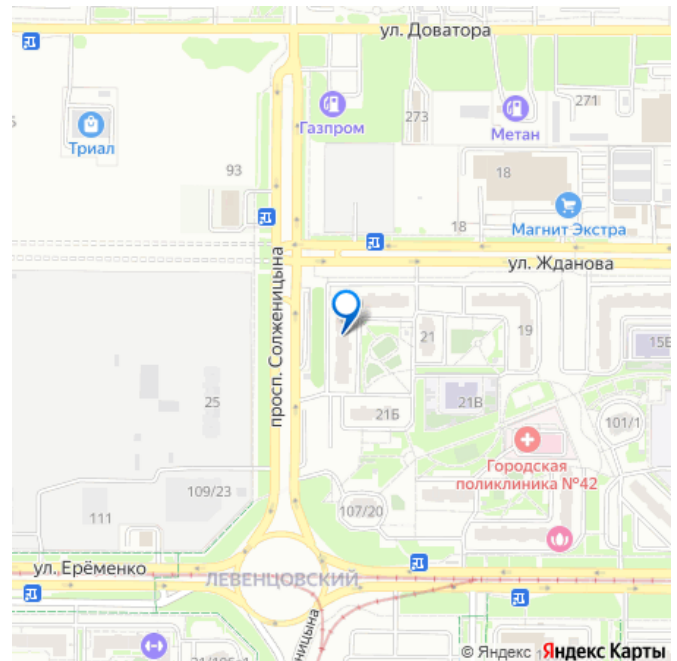 ул. Доватора
271
Газпром
273
Метан
Триал
93
18
18
Магнит Экстра
ул. Жданова
просп. Солженицына
21
19
25
21Б
21В
101/1
Городская
поликлиника №42
109/23
107/20
111
ул. Ерёменко
ЛЕВЕНЦОВСКИЙ
© Яндекс
Яндекс Карты